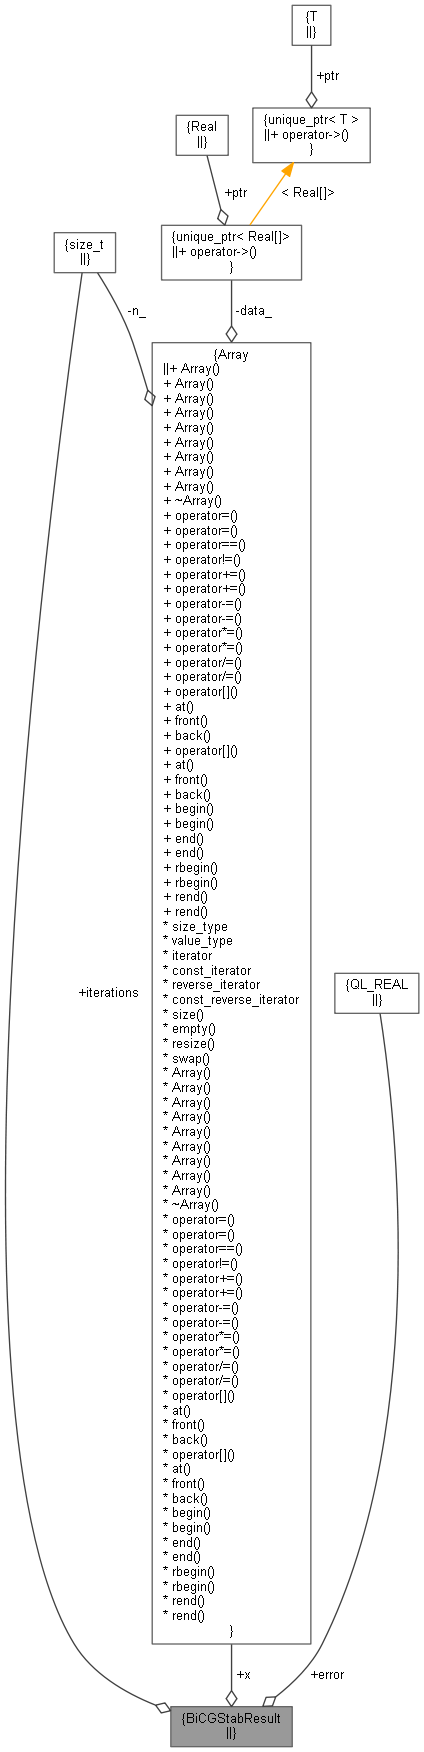 {T
||}
+ptr
{unique_ptr< T >
||+ operator->()
}
{Real
||}
+ptr
< Real[]>
{unique_ptr< Real[]>
||+ operator->()
}
{size_t
||}
-n_
-data_
{Array
||+ Array()
+ Array()
+ Array()
+ Array()
+ Array()
+ Array()
+ Array()
+ Array()
+ Array()
+ ~Array()
+ operator=()
+ operator=()
+ operator==()
+ operator!=()
+ operator+=()
+ operator+=()
+ operator-=()
+ operator-=()
+ operator*=()
+ operator*=()
+ operator/=()
+ operator/=()
+ operator[]()
+ at()
+ front()
+ back()
+ operator[]()
+ at()
+ front()
+ back()
+ begin()
+ begin()
+ end()
+ end()
+ rbegin()
+ rbegin()
+ rend()
+ rend()
* size_type
* value_type
* iterator
* const_iterator
* reverse_iterator
* const_reverse_iterator
* size()
* empty()
* resize()
* swap()
* Array()
* Array()
* Array()
* Array()
* Array()
* Array()
* Array()
* Array()
* Array()
* ~Array()
* operator=()
* operator=()
* operator==()
* operator!=()
* operator+=()
* operator+=()
* operator-=()
* operator-=()
* operator*=()
* operator*=()
* operator/=()
* operator/=()
* operator[]()
* at()
* front()
* back()
* operator[]()
* at()
* front()
* back()
* begin()
* begin()
* end()
* end()
* rbegin()
* rbegin()
* rend()
* rend()
}
+iterations
{QL_REAL
||}
+x
+error
{BiCGStabResult
||}